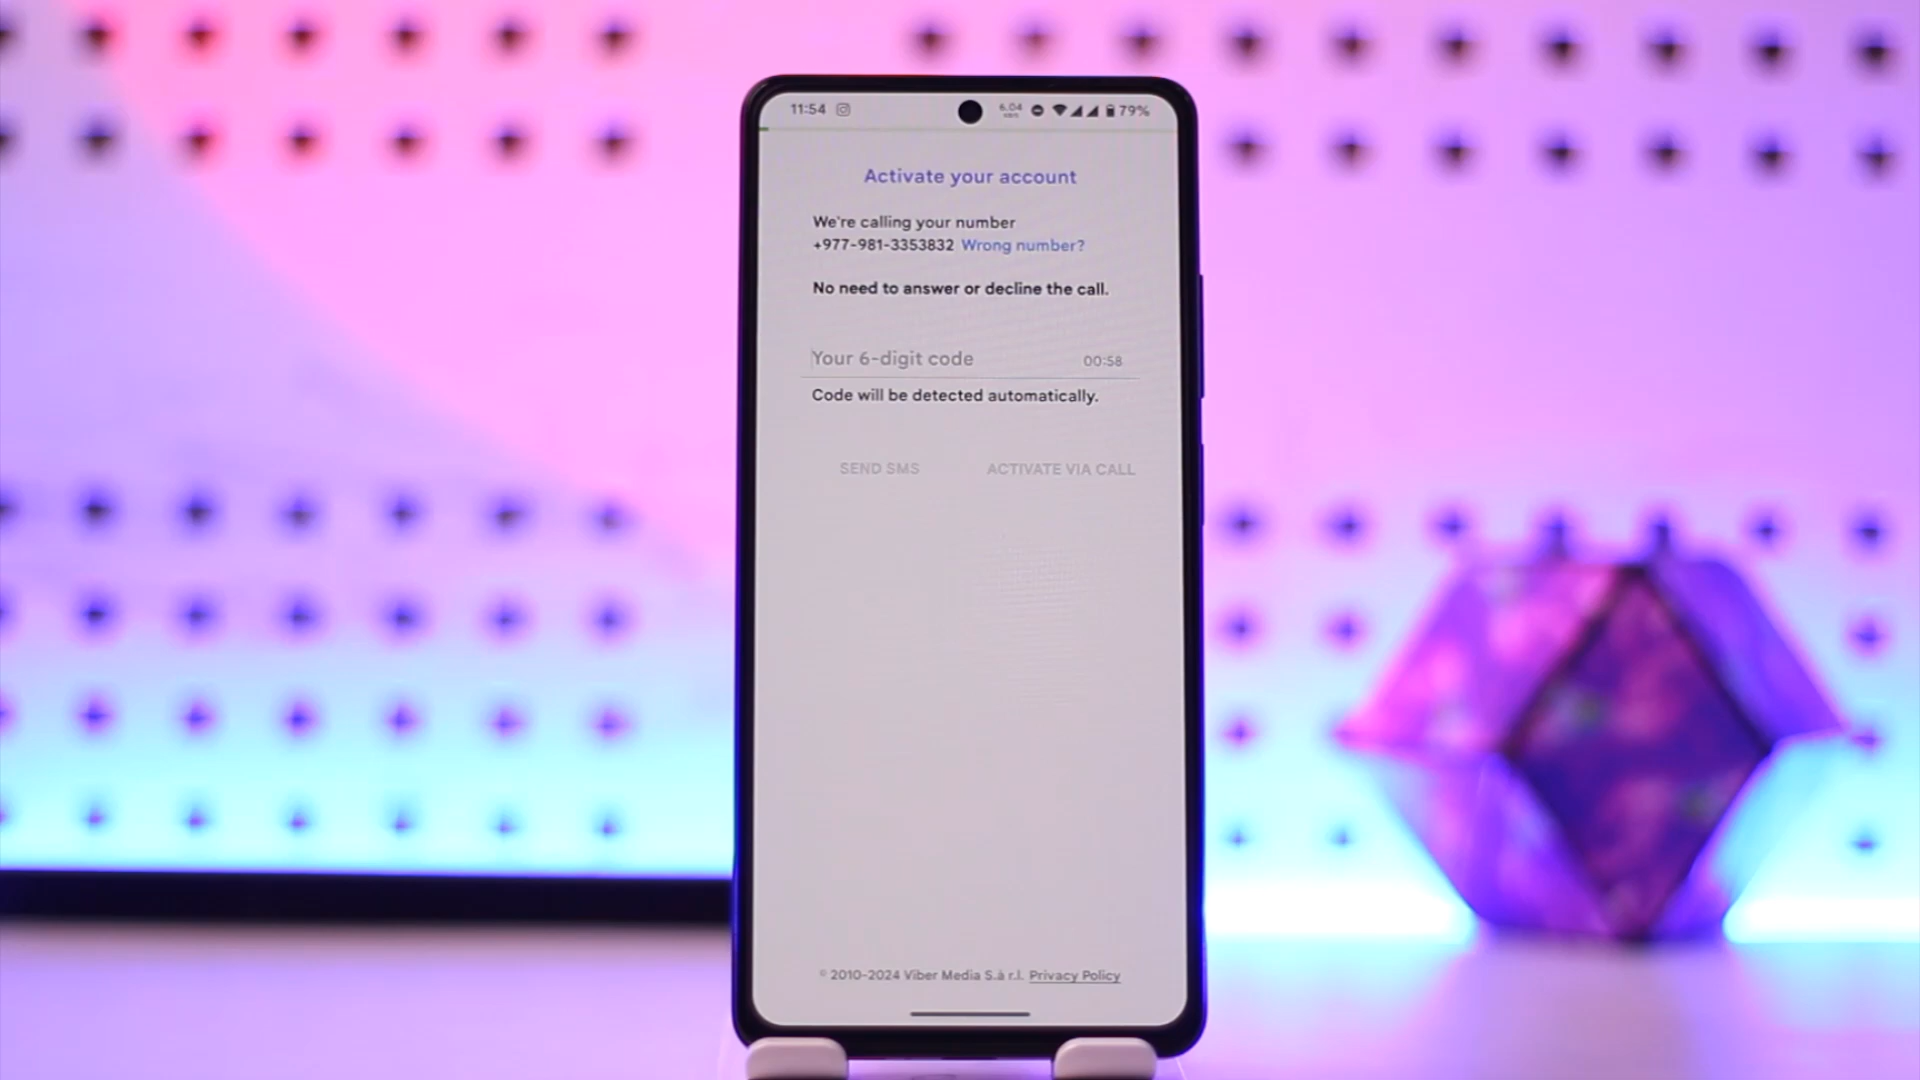 11:54 6.04 79%
Activate your account
We're calling your number
+977-981-3353832 Wrong number?
No need to answer or decline the call.
Your 6-digit code 00:58
Code will be detected automatically.
SEND SMS ACTIVATE VIA CALL
© 2010-2024 Viber Media S.à r.l. Privacy Policy